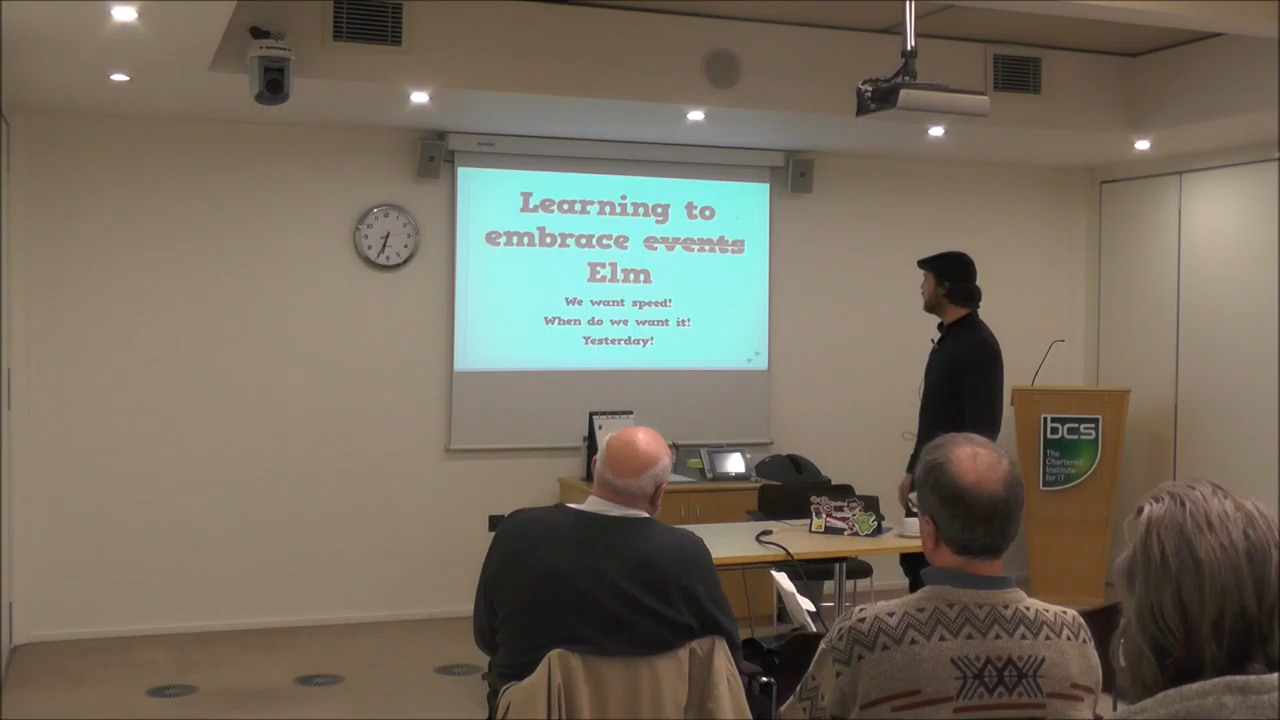 Learning to
embrace events
Elm
We want speed!
When do we want it!
Yesterday!
bcs
The
Chartered
Institute
for IT